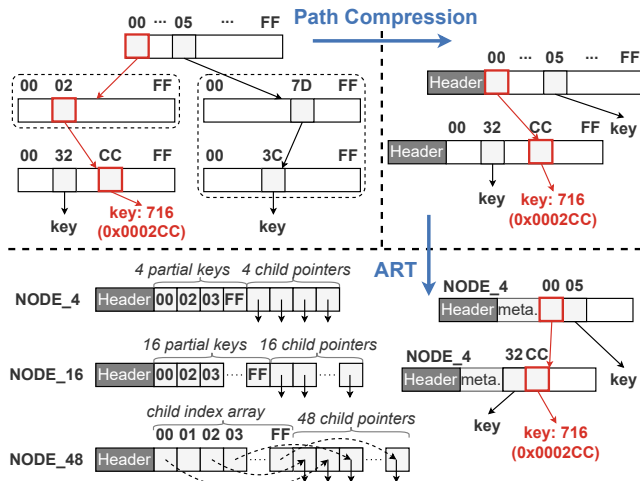 00 ··· 05 FF
Path Compression
00 02 FF
00 7D FF
00 32 CC FF
00 3C FF
key
key: 716
(0x0002CC)
key
00 ··· 05 ··· FF
Header
key
00 32 CC FF
Header
key
key: 716
(0x0002CC)
ART
4 partial keys 4 child pointers
NODE_4 Header 00 02 03 FF
16 partial keys 16 child pointers
NODE_16 Header 00 02 03 ···· FF ····
child index array
48 child pointers
00 01 02 03 FF
NODE_48 Header ···· ····
NODE_4 00 05
Header meta.
key
NODE_4 32 CC
Header meta.
key
key: 716
(0x0002CC)